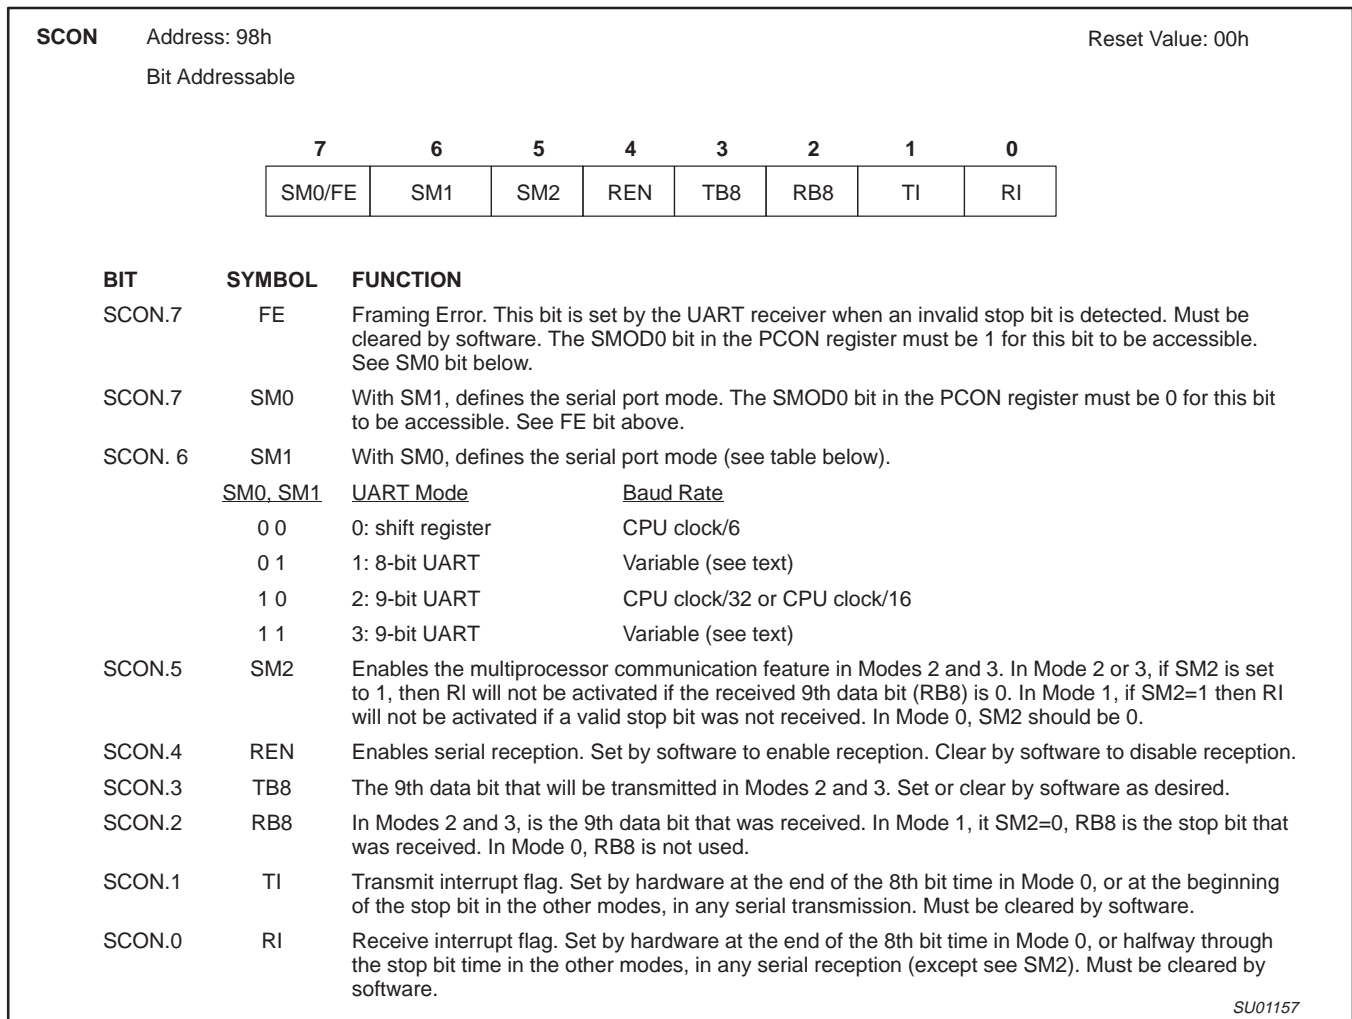 SCON Address: 98h Reset Value: 00h
Bit Addressable
7 6 5 4 3 2 1 0
SM0/FE SM1 SM2 REN TB8 RB8 TI RI
BIT SYMBOL FUNCTION
SCON.7 FE Framing Error. This bit is set by the UART receiver when an invalid stop bit is detected. Must be
cleared by software. The SMOD0 bit in the PCON register must be 1 for this bit to be accessible.
See SM0 bit below.
SCON.7 SM0 With SM1, defines the serial port mode. The SMOD0 bit in the PCON register must be 0 for this bit
to be accessible. See FE bit above.
SCON. 6 SM1 With SM0, defines the serial port mode (see table below).
SM0, SM1 UART Mode Baud Rate
0 0 0: shift register CPU clock/6
0 1 1: 8-bit UART Variable (see text)
1 0 2: 9-bit UART CPU clock/32 or CPU clock/16
1 1 3: 9-bit UART Variable (see text)
SCON.5 SM2 Enables the multiprocessor communication feature in Modes 2 and 3. In Mode 2 or 3, if SM2 is set
to 1, then RI will not be activated if the received 9th data bit (RB8) is 0. In Mode 1, if SM2=1 then RI
will not be activated if a valid stop bit was not received. In Mode 0, SM2 should be 0.
SCON.4 REN Enables serial reception. Set by software to enable reception. Clear by software to disable reception.
SCON.3 TB8 The 9th data bit that will be transmitted in Modes 2 and 3. Set or clear by software as desired.
SCON.2 RB8 In Modes 2 and 3, is the 9th data bit that was received. In Mode 1, it SM2=0, RB8 is the stop bit that
was received. In Mode 0, RB8 is not used.
SCON.1 TI Transmit interrupt flag. Set by hardware at the end of the 8th bit time in Mode 0, or at the beginning
of the stop bit in the other modes, in any serial transmission. Must be cleared by software.
SCON.0 RI Receive interrupt flag. Set by hardware at the end of the 8th bit time in Mode 0, or halfway through
the stop bit time in the other modes, in any serial reception (except see SM2). Must be cleared by
software.
SU01157